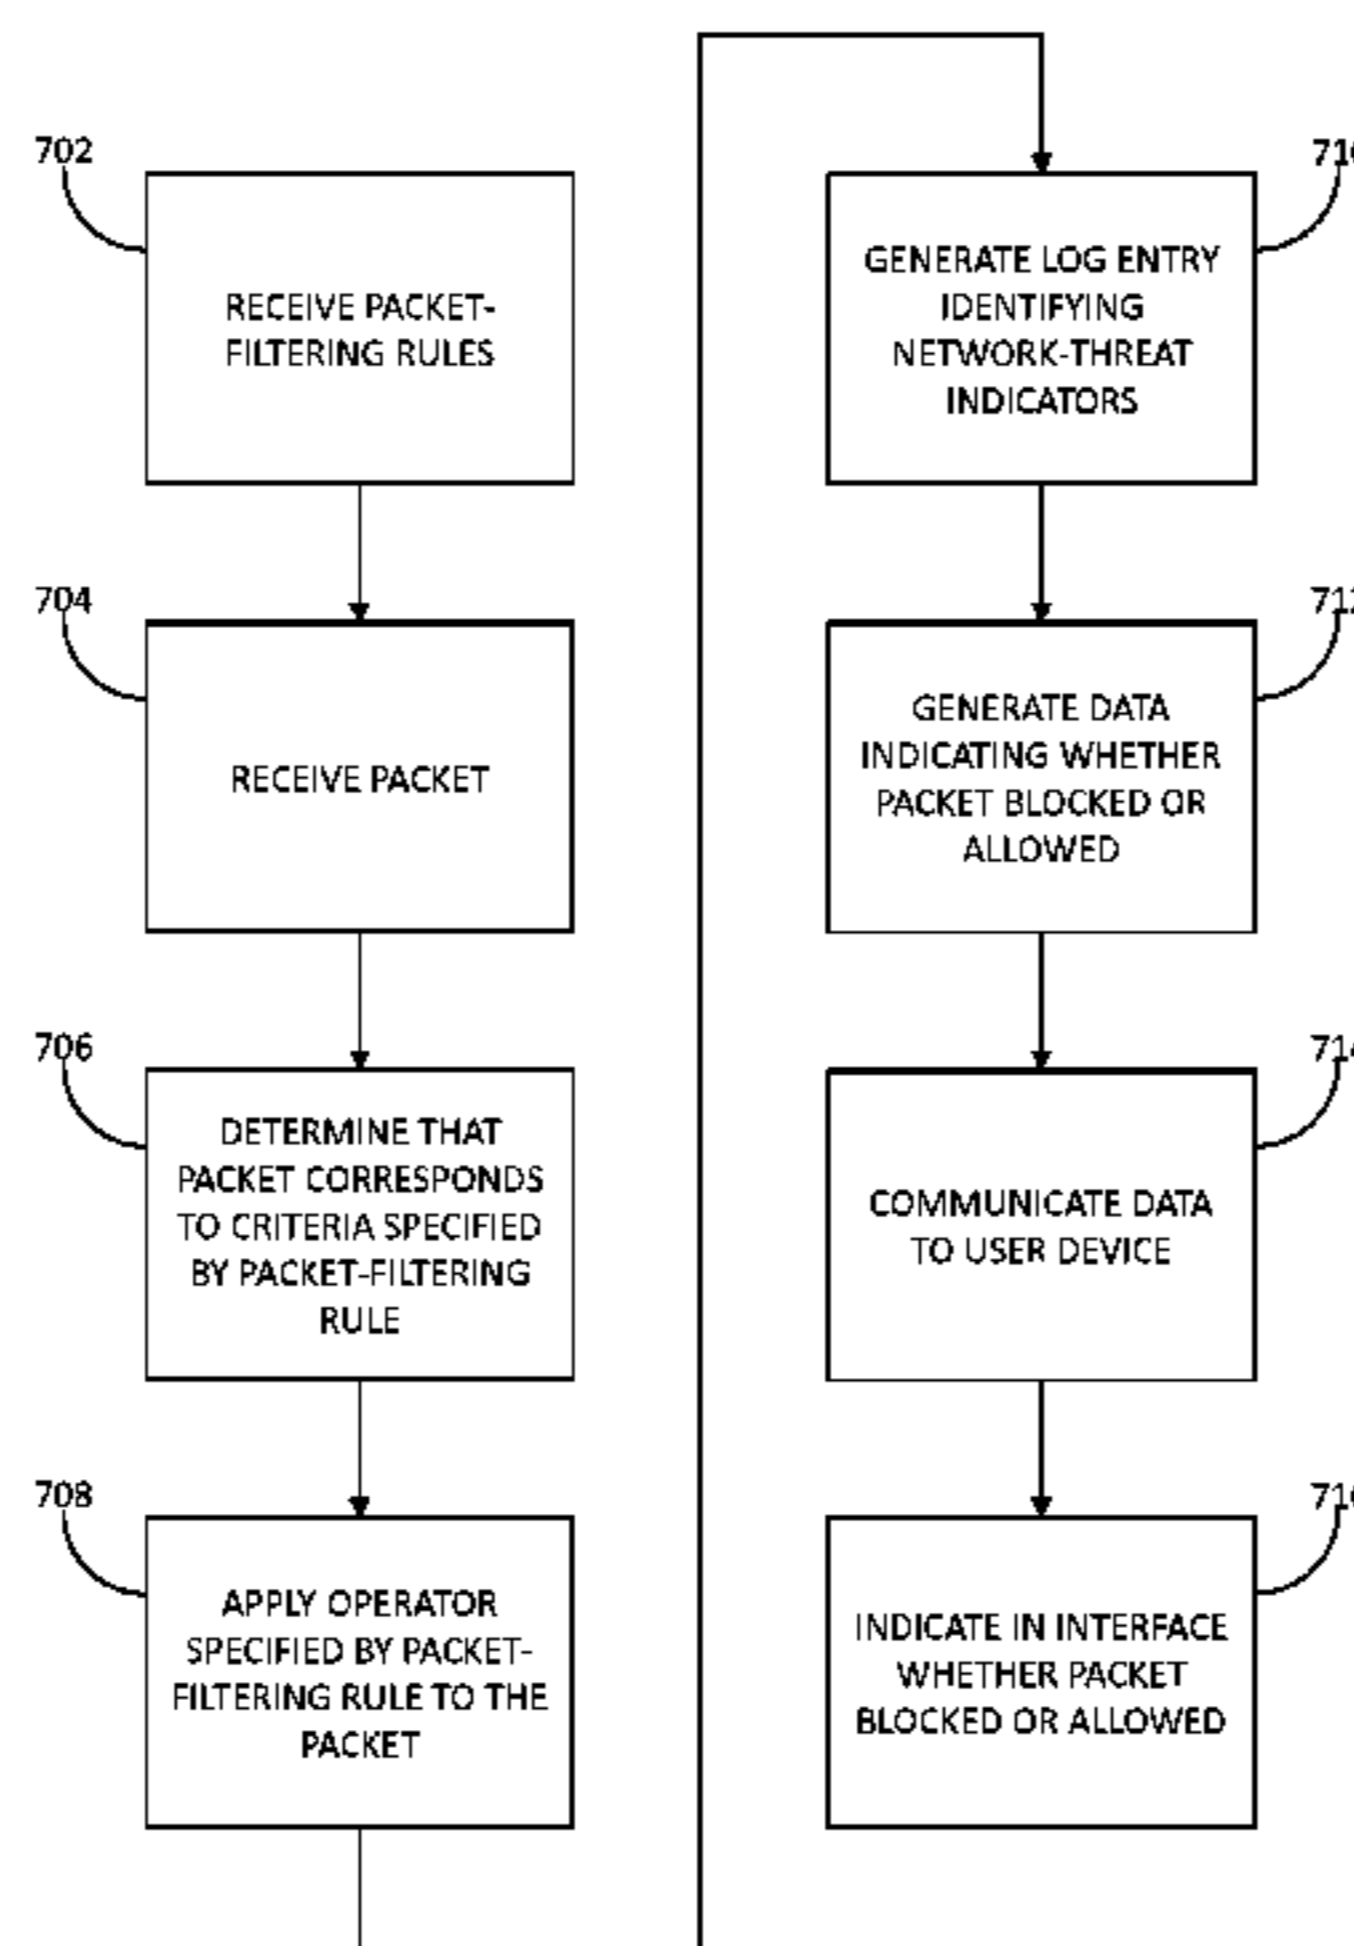 702
RECEIVE PACKET-
FILTERING RULES
704
RECEIVE PACKET
706
DETERMINE THAT
PACKET CORRESPONDS
TO CRITERIA SPECIFIED
BY PACKET-FILTERING
RULE
708
APPLY OPERATOR
SPECIFIED BY PACKET-
FILTERING RULE TO THE
PACKET
GENERATE LOG ENTRY
IDENTIFYING
NETWORK-THREAT
INDICATORS
GENERATE DATA
INDICATING WHETHER
PACKET BLOCKED OR
ALLOWED
COMMUNICATE DATA
TO USER DEVICE
INDICATE IN INTERFACE
WHETHER PACKET
BLOCKED OR ALLOWED